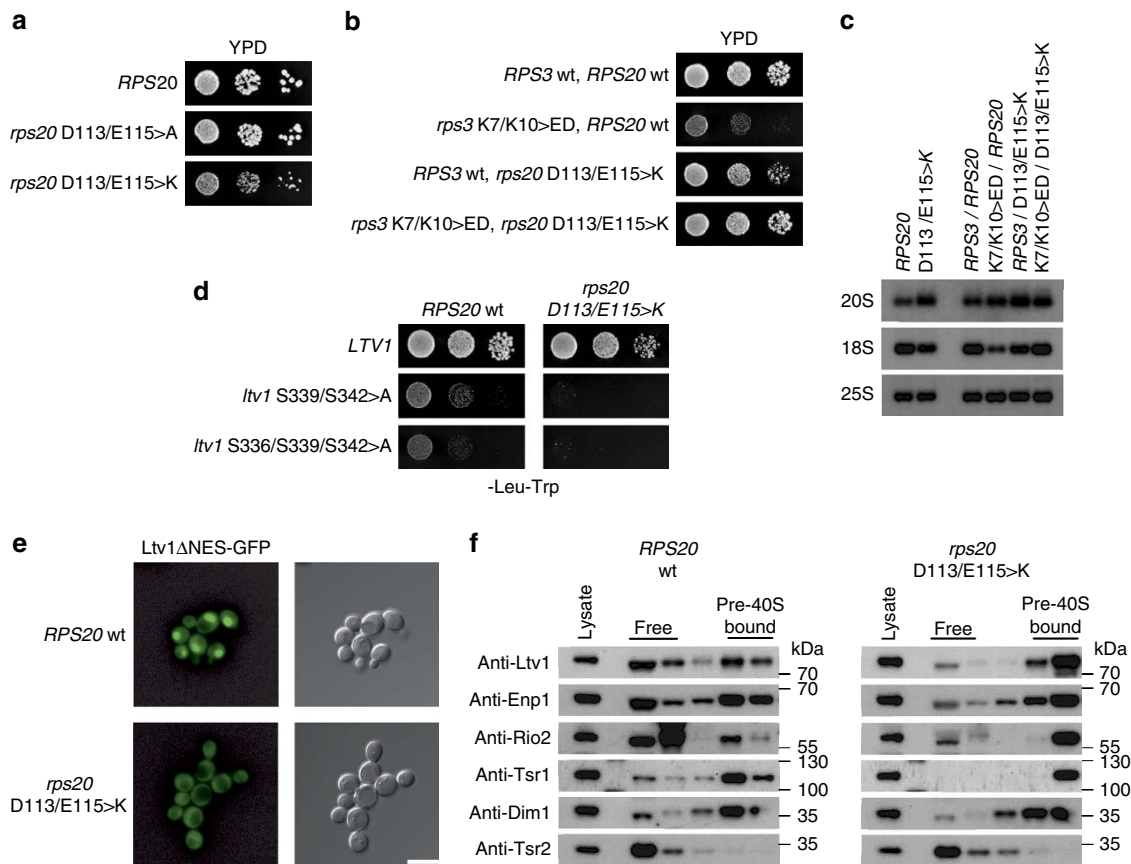 a
YPD
RPS20
rps20 D113/E115>A
rps20 D113/E115>K
b
YPD
RPS3 wt, RPS20 wt
rps3 K7/K10>ED, RPS20 wt
RPS3 wt, rps20 D113/E115>K
rps3 K7/K10>ED, rps20 D113/E115>K
c
RPS20
D113 /E115>K
RPS3 / RPS20
K7/K10>ED / RPS20
RPS3 / D113/E115>K
K7/K10>ED / D113/E115>K
20S
18S
25S
d
RPS20 wt
rps20
D113/E115>K
LTV1
ltv1 S339/S342>A
ltv1 S336/S339/S342>A
-Leu-Trp
e
Ltv1ΔNES-GFP
RPS20 wt
rps20
D113/E115>K
f
RPS20
wt
rps20
D113/E115>K
Lysate
Free
Pre-40S
bound
kDa
Lysate
Free
Pre-40S
bound
kDa
Anti-Ltv1
70
70
Anti-Enp1
70
70
Anti-Rio2
55
55
Anti-Tsr1
130
100
130
100
Anti-Dim1
35
35
Anti-Tsr2
35
35